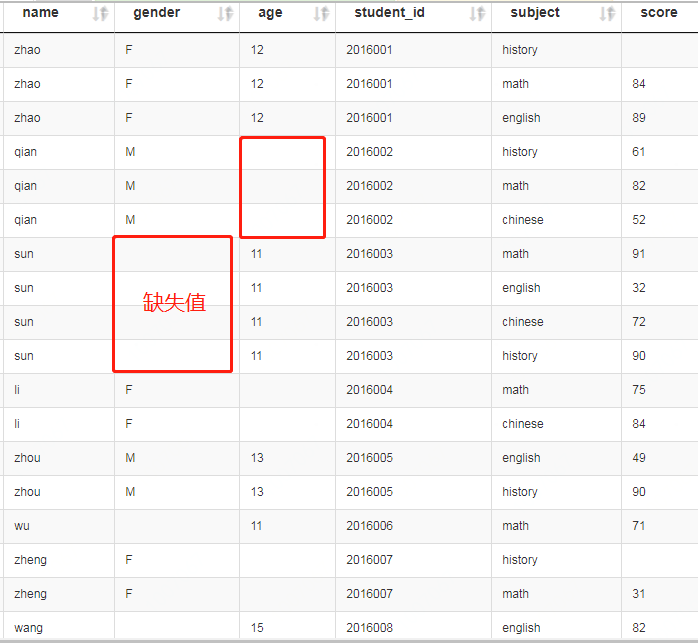 name gender age student_id subject score
zhao F 12 2016001 history
zhao F 12 2016001 math 84
zhao F 12 2016001 english 89
qian M 2016002 history 61
qian M 2016002 math 82
qian M 2016002 chinese 52
sun 11 2016003 math 91
sun 11 2016003 english 32
缺失值
sun 11 2016003 chinese 72
sun 11 2016003 history 90
li F 2016004 math 75
li F 2016004 chinese 84
zhou M 13 2016005 english 49
zhou M 13 2016005 history 90
wu 11 2016006 math 71
zheng F 2016007 history
zheng F 2016007 math 31
wang 15 2016008 english 82